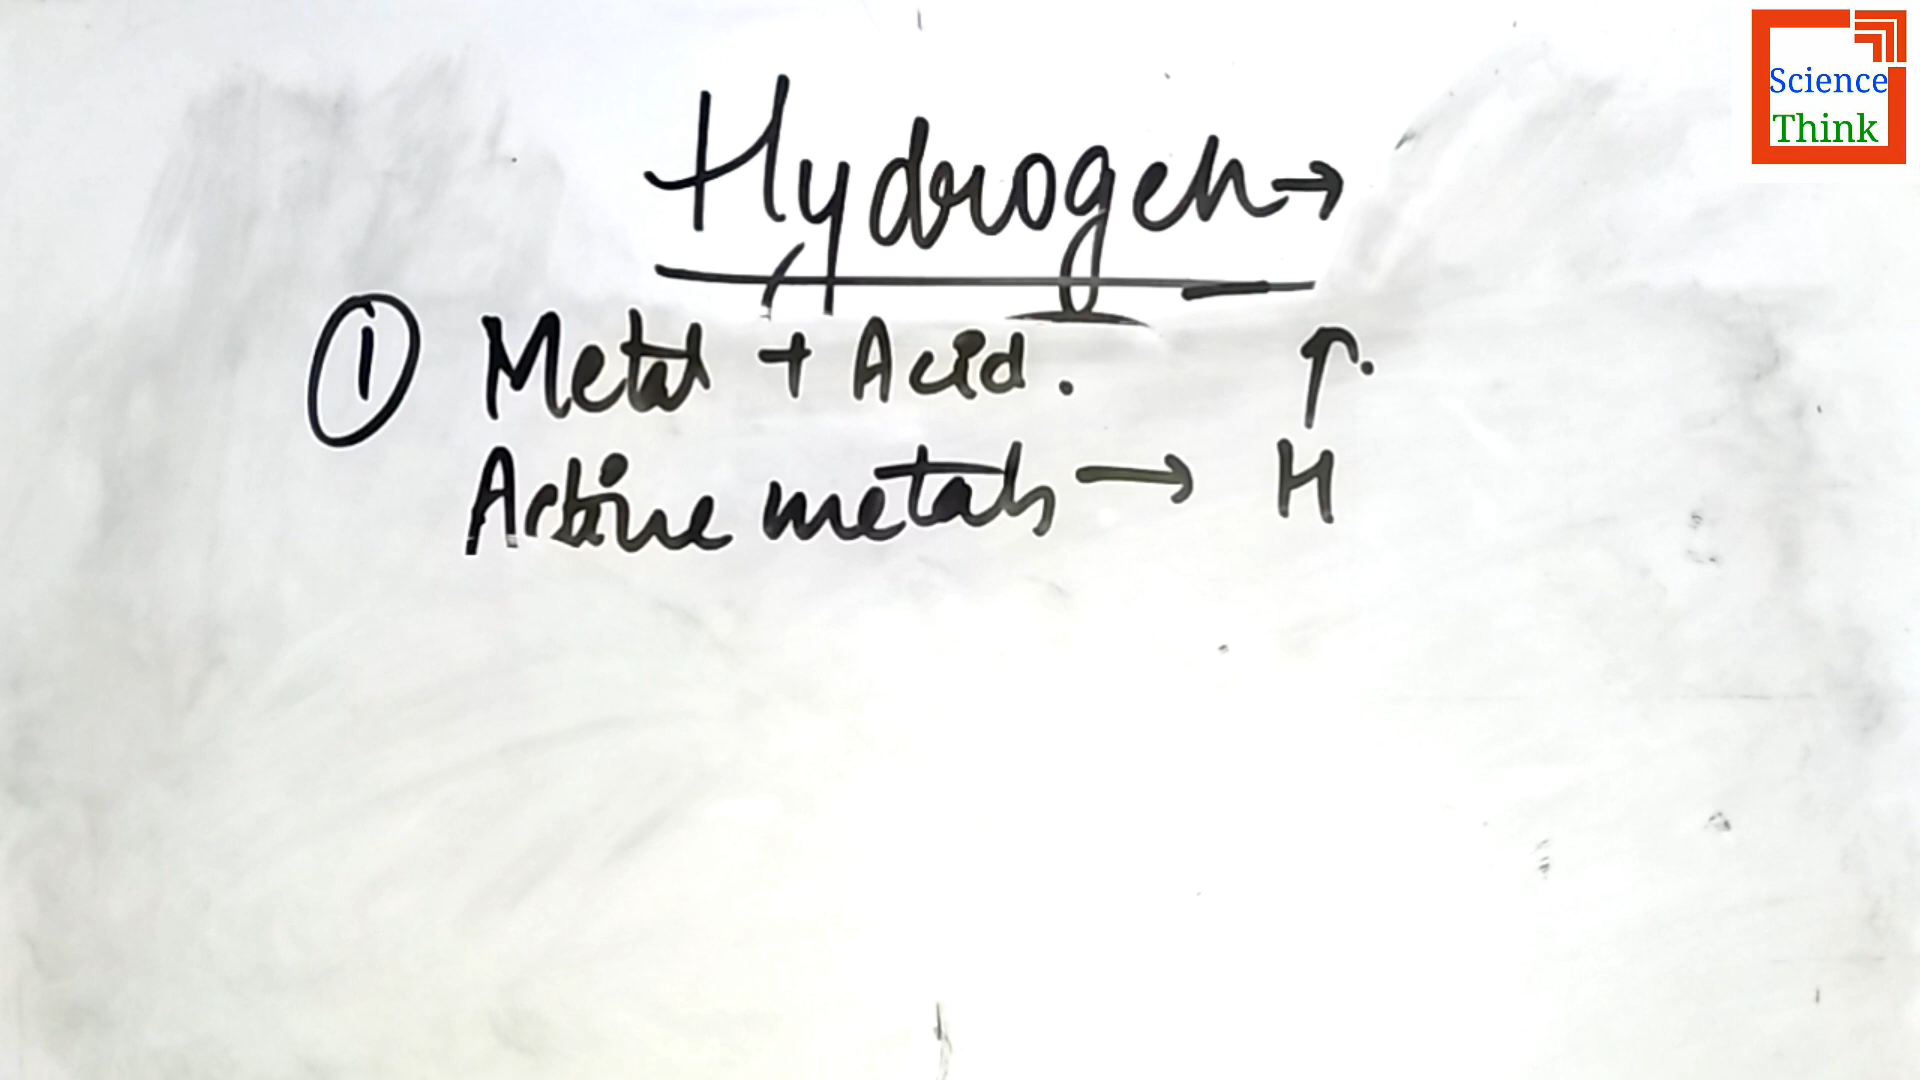 Hydrogen →
① Metal + Acid. ↑.
Active metals → H
Science
Think